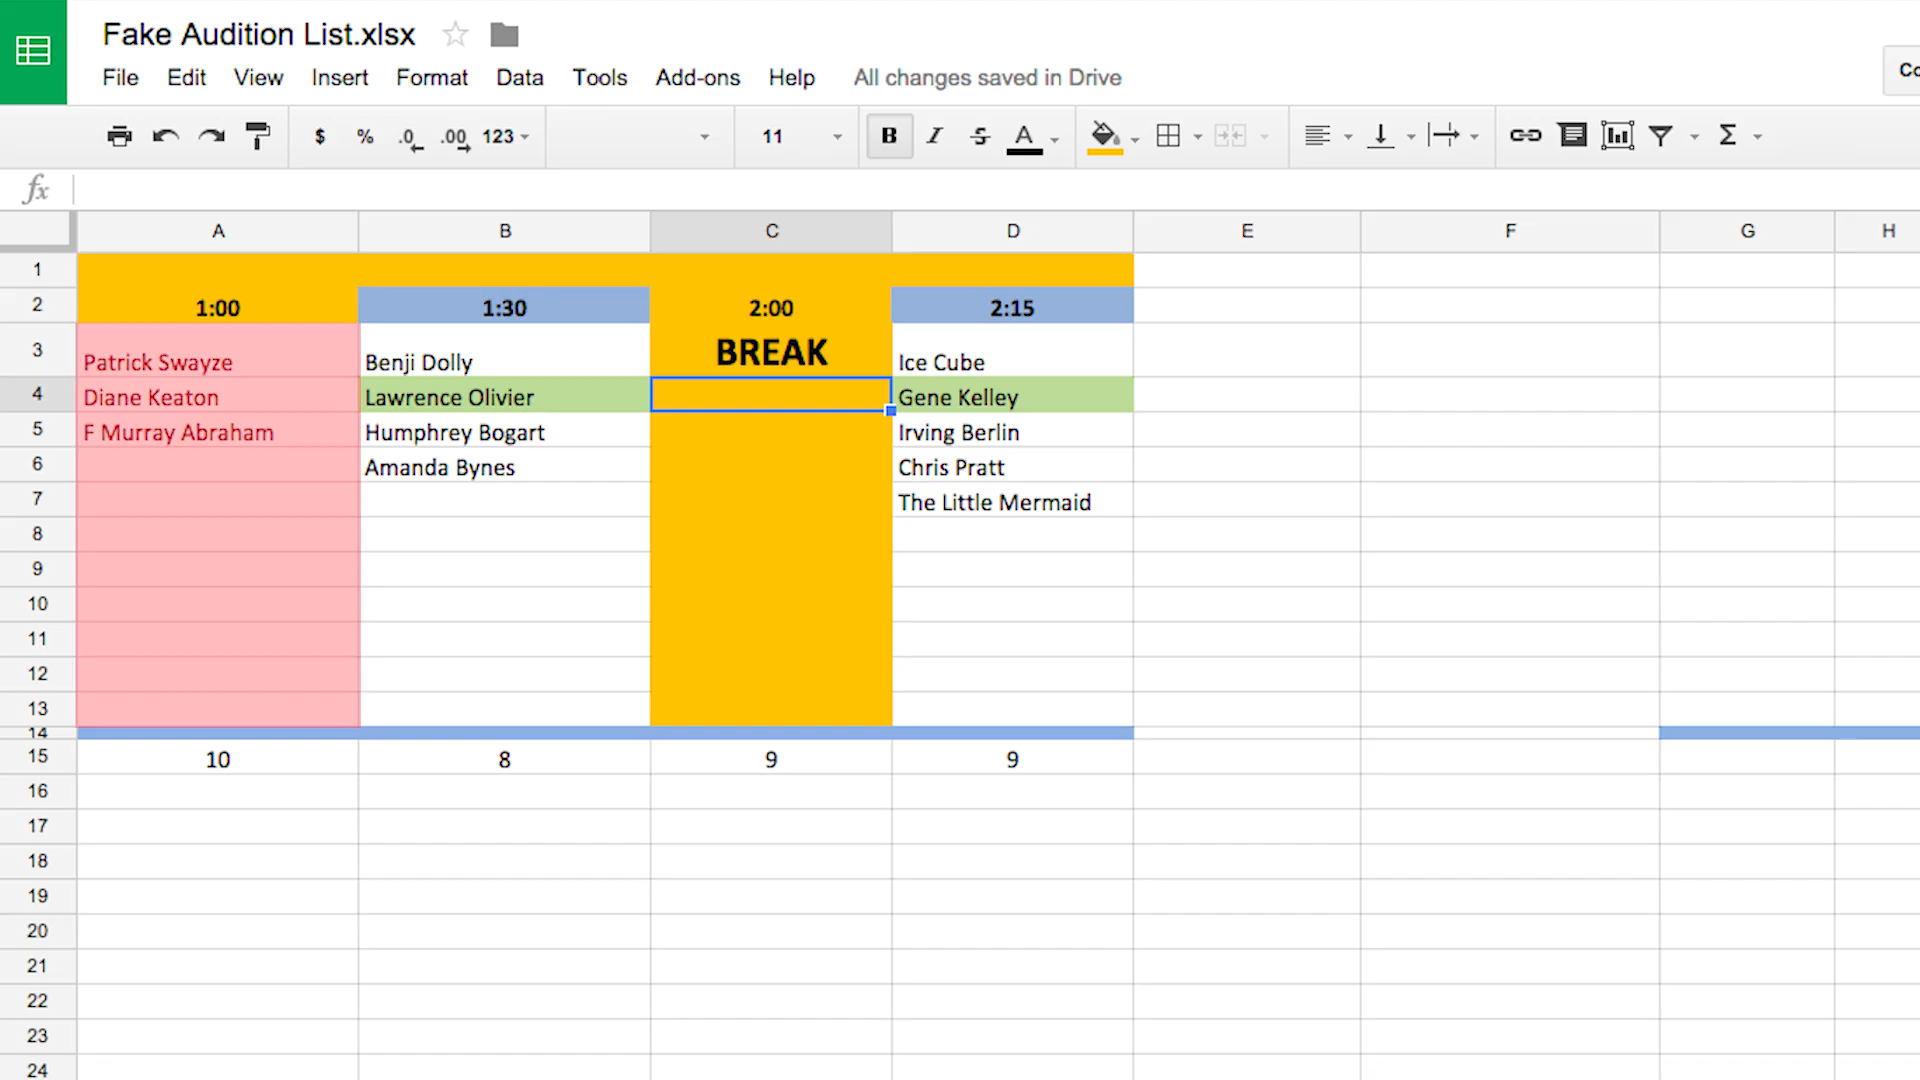 Fake Audition List.xlsx
File Edit View Insert Format Data Tools Add-ons Help All changes saved in Drive
$ % .0 .00 123 11 B I S A Σ
fx
A B C D E F G H
1
2 1:00 1:30 2:00 2:15
3 Patrick Swayze Benji Dolly BREAK Ice Cube
4 Diane Keaton Lawrence Olivier Gene Kelley
5 F Murray Abraham Humphrey Bogart Irving Berlin
6 Amanda Bynes Chris Pratt
7 The Little Mermaid
8
9
10
11
12
13
14
15 10 8 9 9
16
17
18
19
20
21
22
23
24